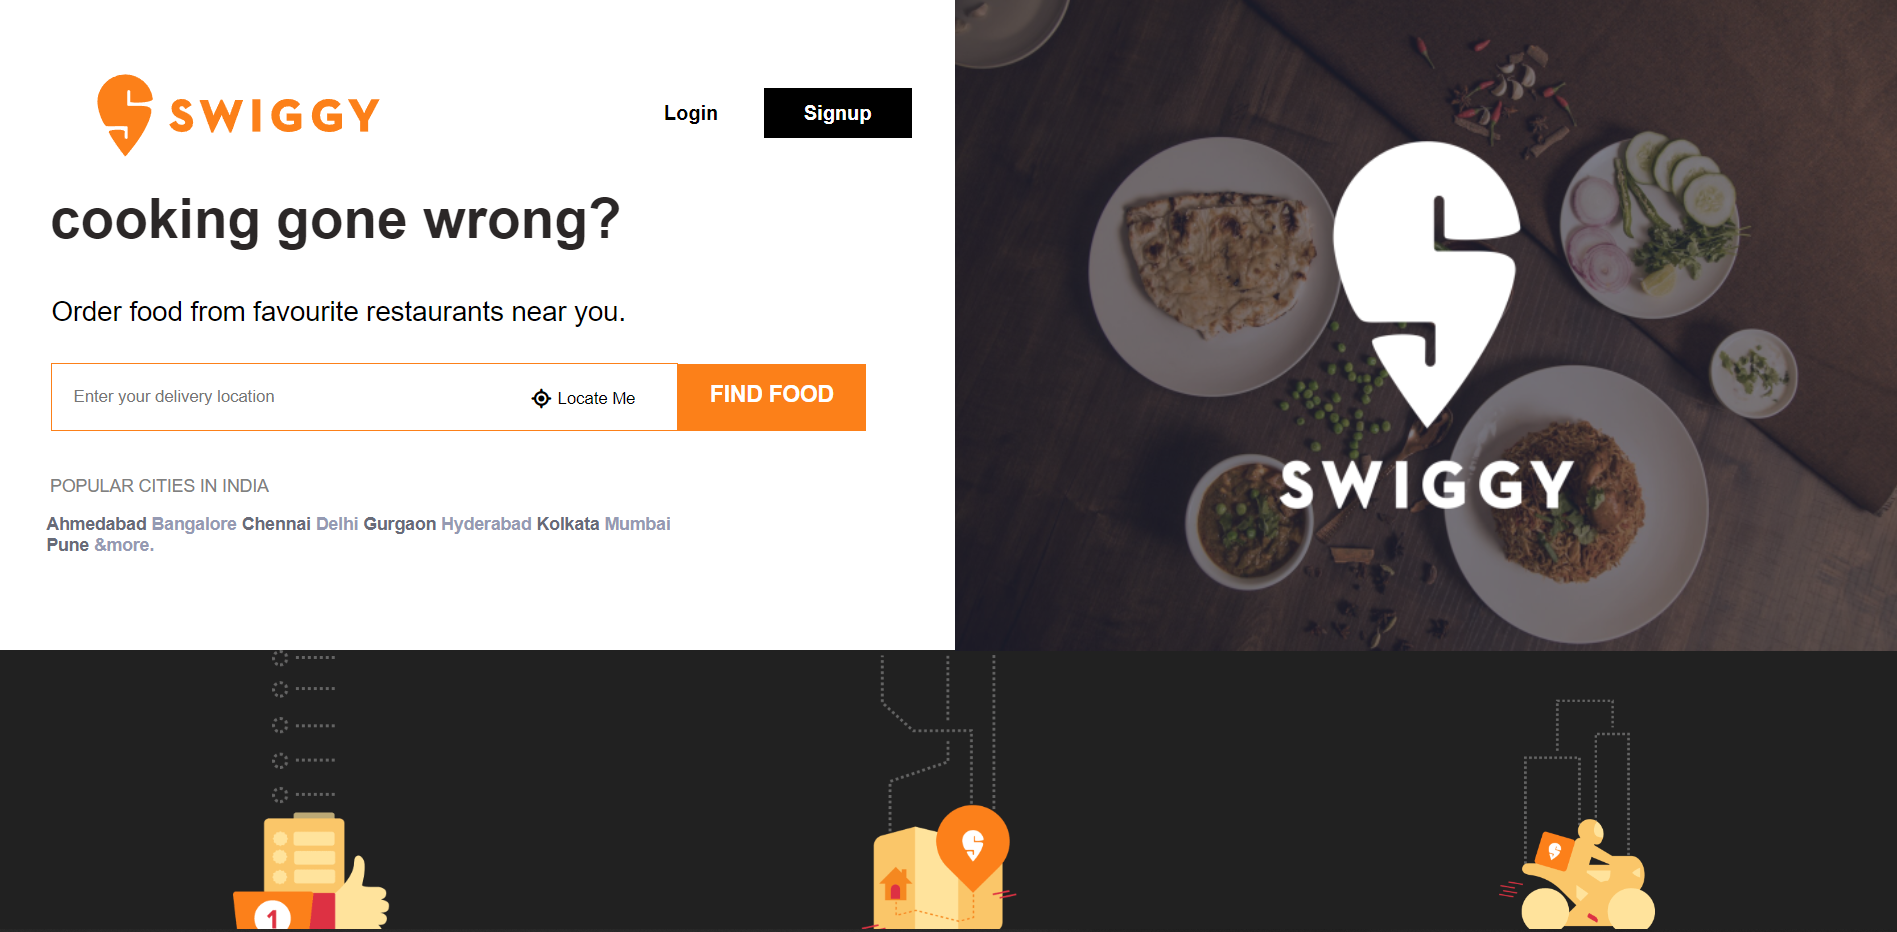 SWIGGY
Login
Signup
cooking gone wrong?
Order food from favourite restaurants near you.
Enter your delivery location
Locate Me
FIND FOOD
POPULAR CITIES IN INDIA
Ahmedabad Bangalore Chennai Delhi Gurgaon Hyderabad Kolkata Mumbai
Pune &more.
SWIGGY
1